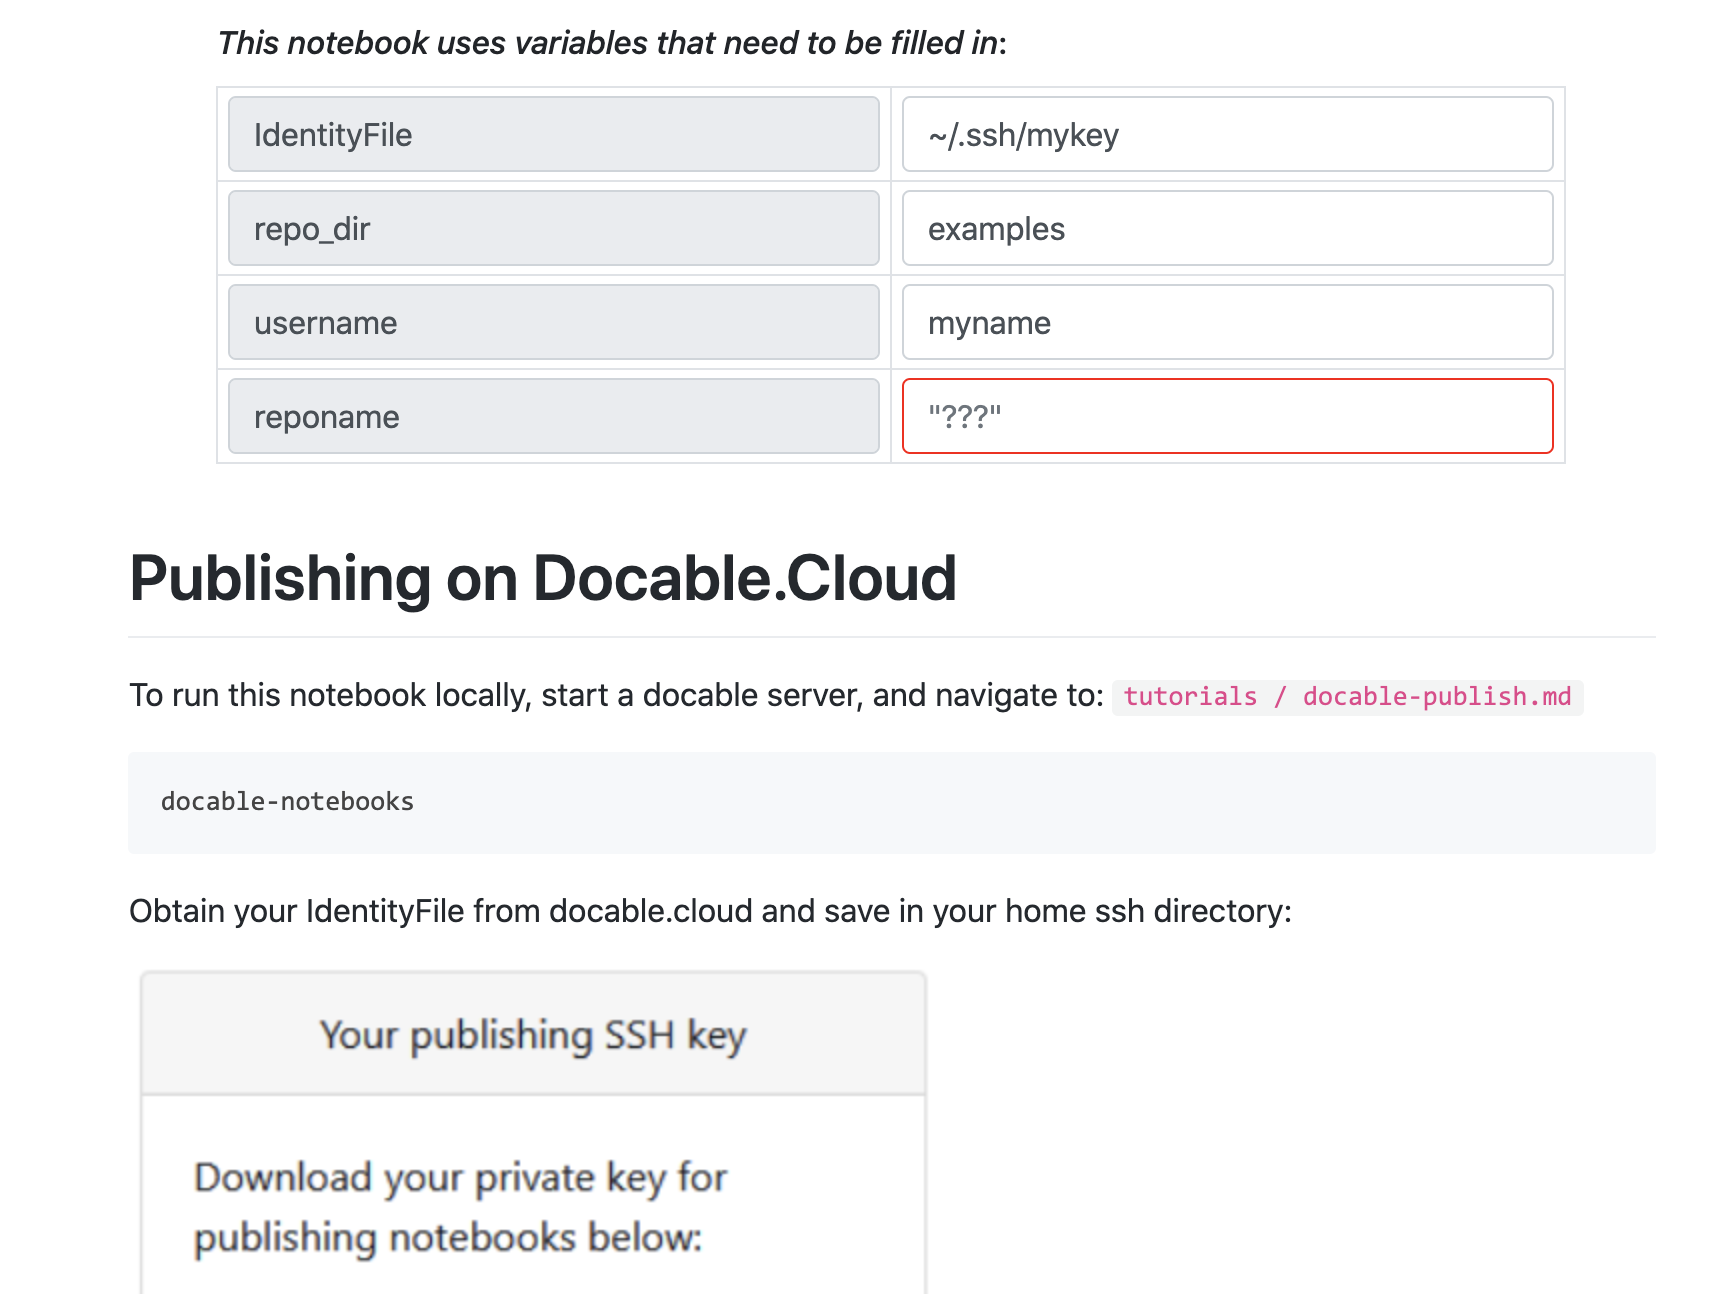 This notebook uses variables that need to be filled in:
IdentityFile
~/.ssh/mykey
repo_dir
examples
username
myname
reponame
"???"
Publishing on Docable.Cloud
To run this notebook locally, start a docable server, and navigate to: tutorials / docable-publish.md
docable-notebooks
Obtain your IdentityFile from docable.cloud and save in your home ssh directory:
Your publishing SSH key
Download your private key for
publishing notebooks below: